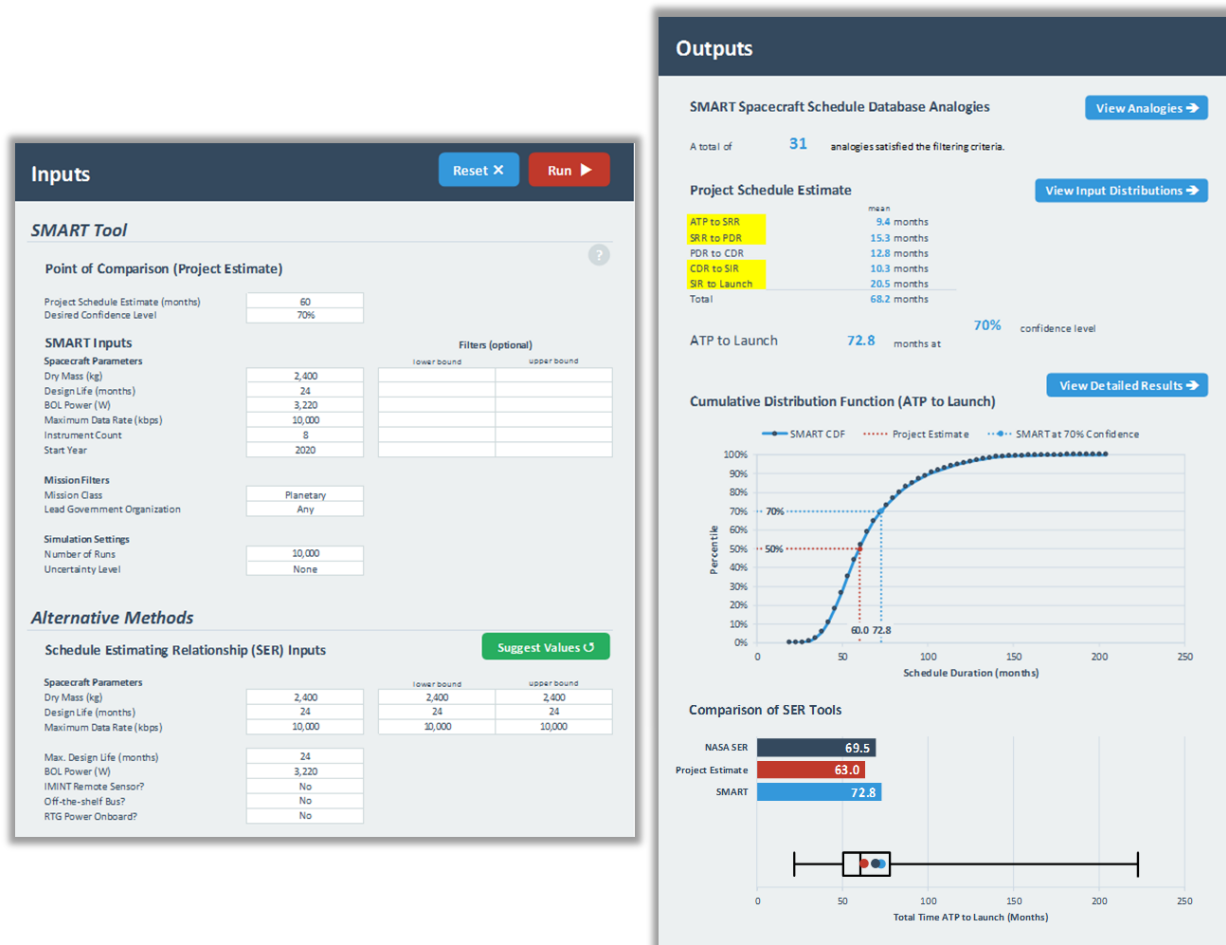 Inputs
Reset ✕
Run ▶
SMART Tool
?
Point of Comparison (Project Estimate)
Project Schedule Estimate (months) 60
Desired Confidence Level 70%
SMART Inputs Filters (optional)
Spacecraft Parameters lower bound upper bound
Dry Mass (kg) 2,400
Design Life (months) 24
BOL Power (W) 3,220
Maximum Data Rate (kbps) 10,000
Instrument Count 8
Start Year 2020
Mission Filters
Mission Class Planetary
Lead Government Organization Any
Simulation Settings
Number of Runs 10,000
Uncertainty Level None
Alternative Methods
Schedule Estimating Relationship (SER) Inputs
Suggest Values ↺
Spacecraft Parameters lower bound upper bound
Dry Mass (kg) 2,400 2,400 2,400
Design Life (months) 24 24 24
Maximum Data Rate (kbps) 10,000 10,000 10,000
Max. Design Life (months) 24
BOL Power (W) 3,220
IMINT Remote Sensor? No
Off-the-shelf Bus? No
RTG Power Onboard? No
Outputs
SMART Spacecraft Schedule Database Analogies
View Analogies ➔
A total of 31 analogies satisfied the filtering criteria.
Project Schedule Estimate
View Input Distributions ➔
mean
ATP to SRR 9.4 months
SRR to PDR 15.3 months
PDR to CDR 12.8 months
CDR to SIR 10.3 months
SIR to Launch 20.5 months
Total 68.2 months
ATP to Launch 72.8 months at 70% confidence level
View Detailed Results ➔
Cumulative Distribution Function (ATP to Launch)
SMART CDF Project Estimate SMART at 70% Confidence
100%
90%
80%
70% 70%
60%
50% 50%
40%
30%
20%
10%
0%
60.0 72.8
Percentile
0 50 100 150 200 250
Schedule Duration (months)
Comparison of SER Tools
NASA SER 69.5
Project Estimate 63.0
SMART 72.8
0 50 100 150 200 250
Total Time ATP to Launch (Months)